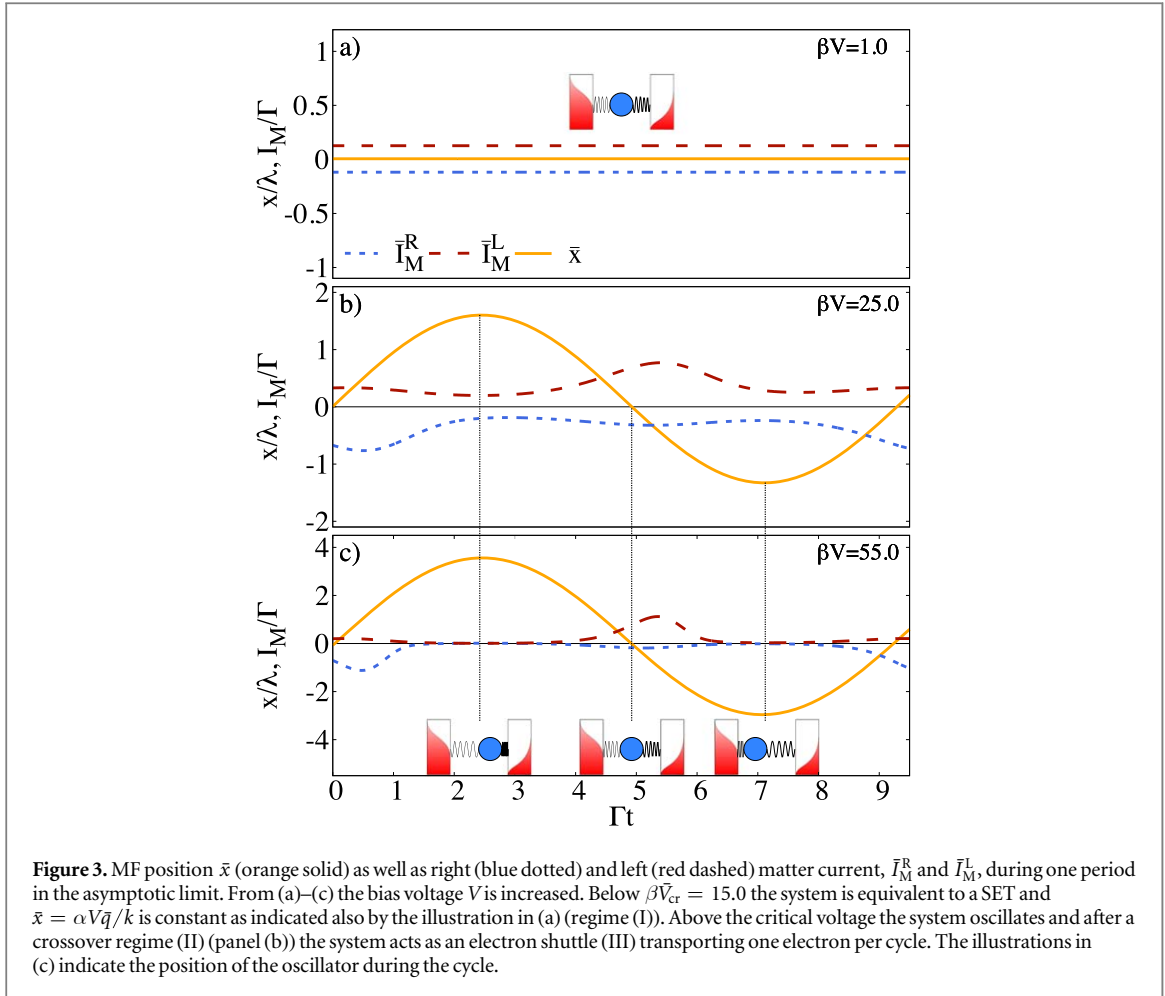 a)
βV=1.0
1
0.5
0
-0.5
-1
x/λ, I_M/Γ
Ī_M^R
Ī_M^L
x̄
b)
βV=25.0
2
1
0
-1
-2
x/λ, I_M/Γ
c)
βV=55.0
4
2
0
-2
-4
x/λ, I_M/Γ
0 1 2 3 4 5 6 7 8 9
Γt
Figure 3. MF position x̄ (orange solid) as well as right (blue dotted) and left (red dashed) matter current, Ī_M^R and Ī_M^L, during one period
in the asymptotic limit. From (a)–(c) the bias voltage V is increased. Below βV̄_cr = 15.0 the system is equivalent to a SET and
x̄ = αVq̄/k is constant as indicated also by the illustration in (a) (regime (I)). Above the critical voltage the system oscillates and after a
crossover regime (II) (panel (b)) the system acts as an electron shuttle (III) transporting one electron per cycle. The illustrations in
(c) indicate the position of the oscillator during the cycle.